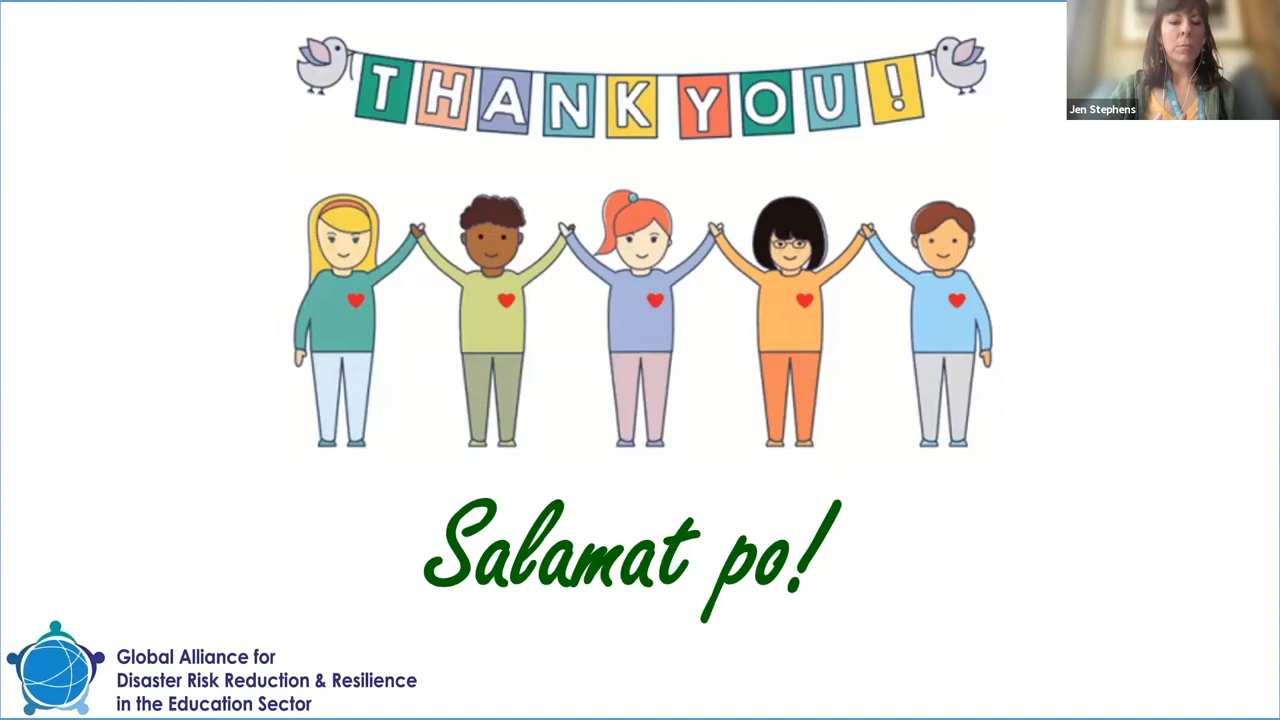 THANK YOU!
Jen Stephens
Salamat po!
Global Alliance for
Disaster Risk Reduction & Resilience
in the Education Sector